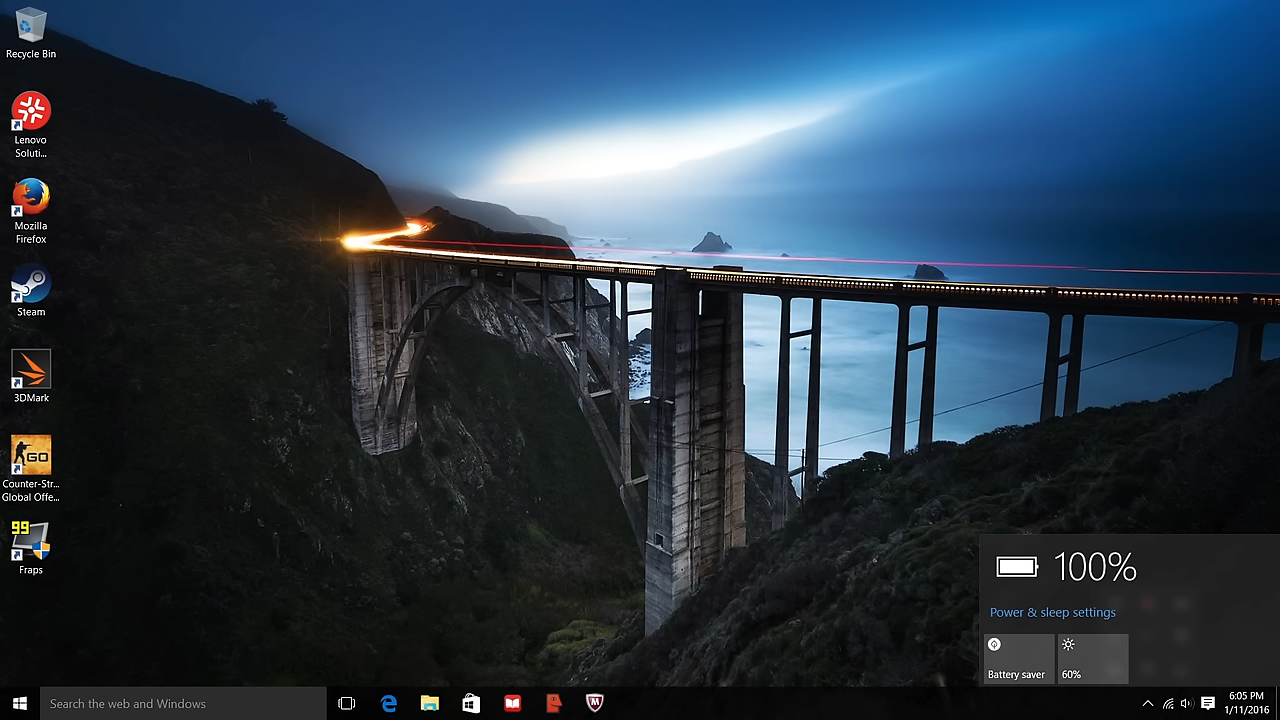 Recycle Bin
Lenovo
Soluti...
Mozilla
Firefox
Steam
3DMark
GO
Counter-Str...
Global Offe...
99
Fraps
100%
Power & sleep settings
Battery saver
60%
Search the web and Windows
6:05 PM
1/11/2016